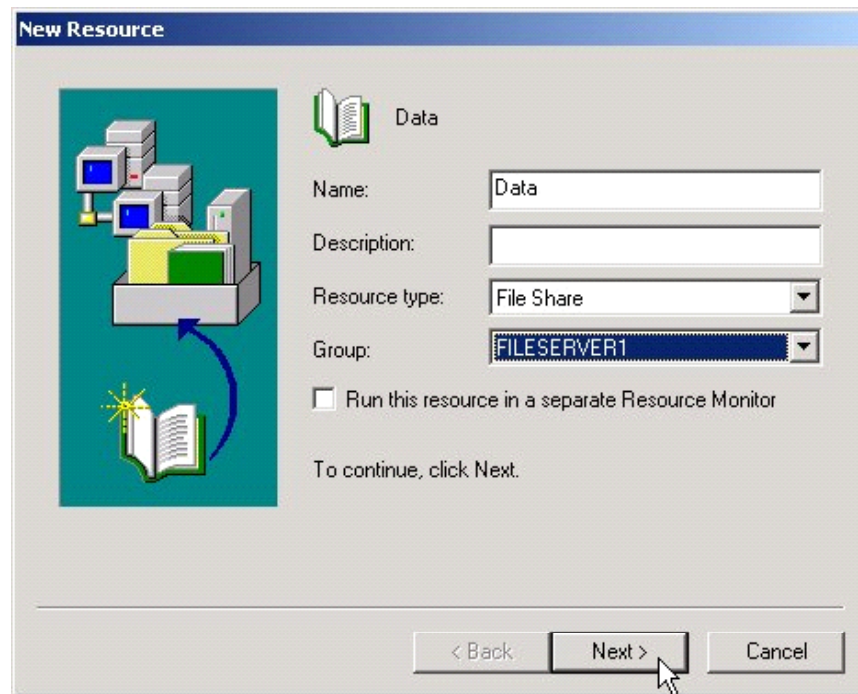 New Resource
Data
Name: Data
Description:
Resource type: File Share
Group: FILESERVER1
Run this resource in a separate Resource Monitor
To continue, click Next.
< Back Next > Cancel